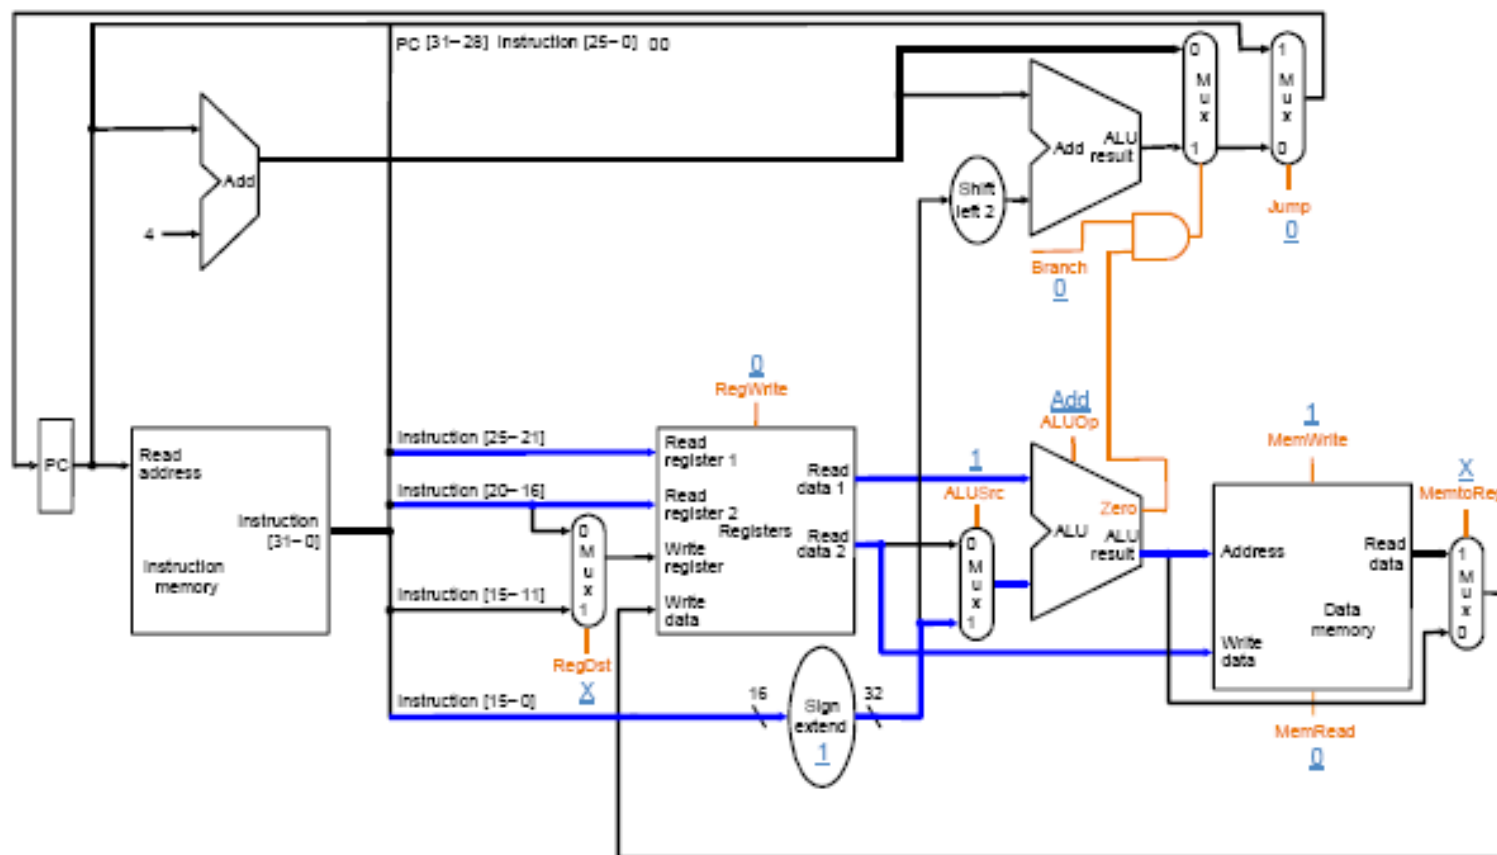 PC [31–28] Instruction [25–0] 00
0
M
u
x
1
1
M
u
x
0
Add
4
Add
ALU
result
Shift
left 2
Jump
0
Branch
0
PC
Read
address
Instruction
[31–0]
Instruction
memory
Instruction [25–21]
Instruction [20–16]
Instruction [15–11]
Instruction [15–0]
0
M
u
x
1
RegDst
X
0
RegWrite
Read
register 1
Read
register 2
Write
register
Write
data
Registers
Read
data 1
Read
data 2
16
Sign
extend
1
32
1
ALUSrc
0
M
u
x
1
Add
ALUOp
Zero
ALU
ALU
result
1
MemWrite
Address
Read
data
Data
memory
Write
data
MemRead
0
X
MemtoReg
1
M
u
x
0